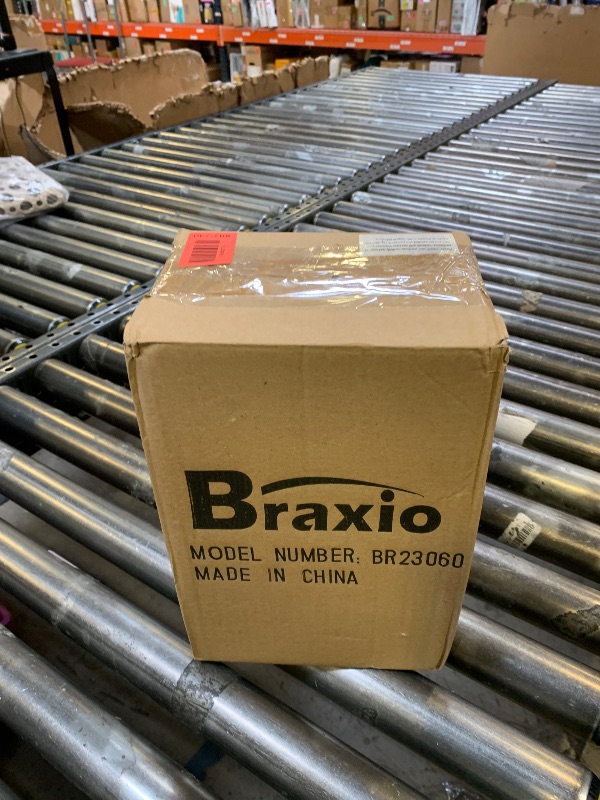 Braxio
MODEL NUMBER: BR23060
MADE IN CHINA